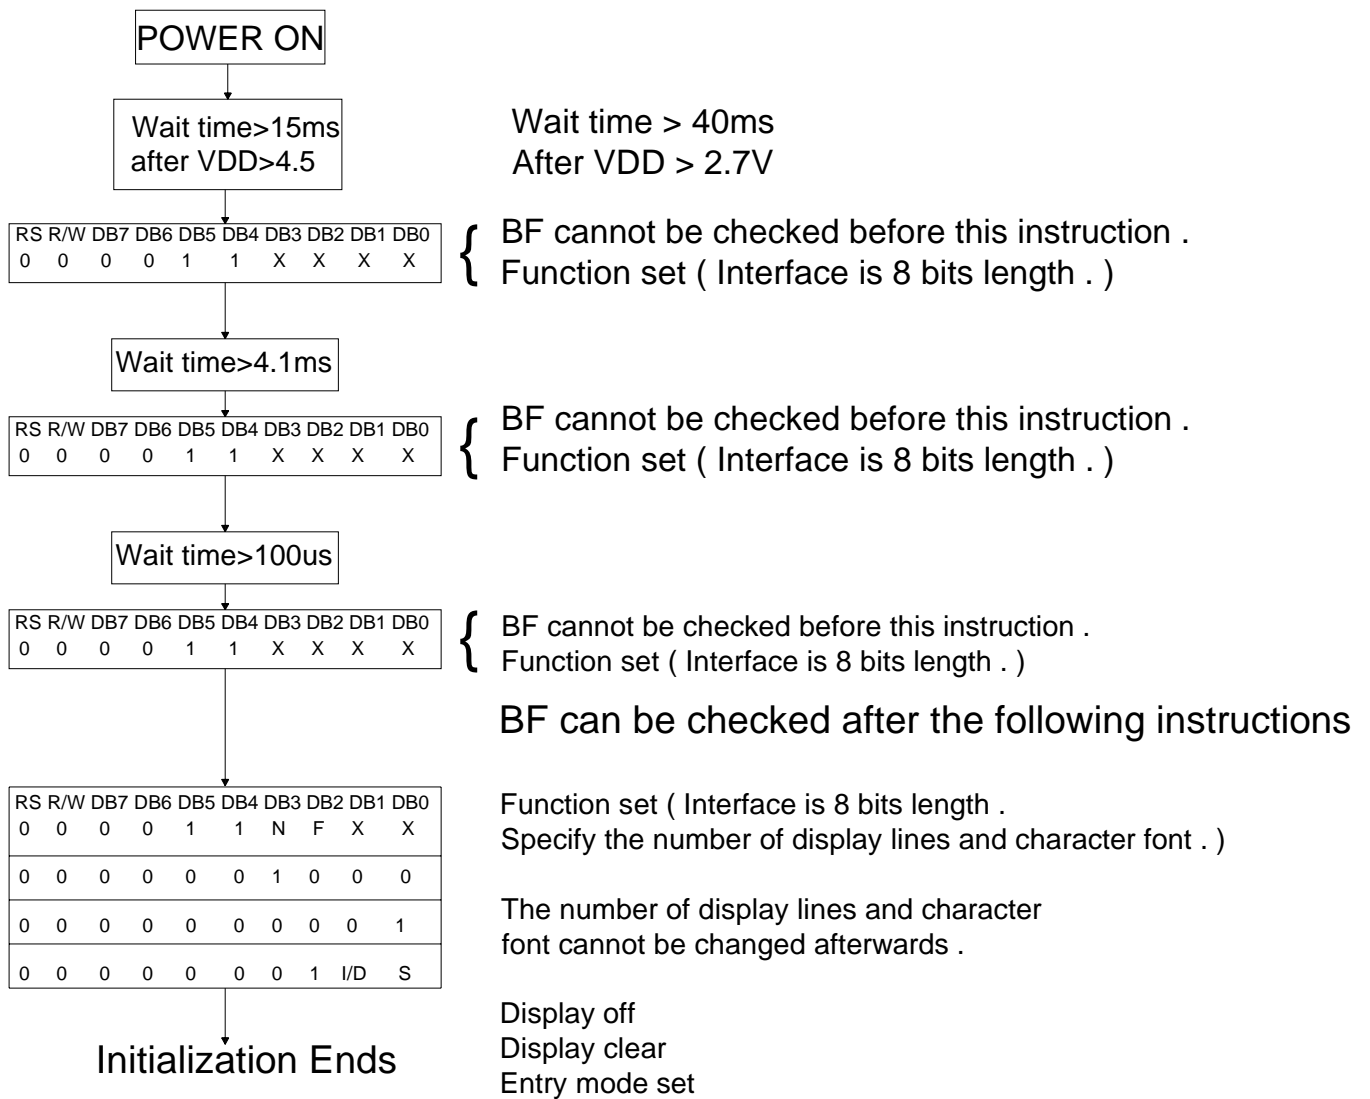 POWER ON
Wait time>15ms
after VDD>4.5
Wait time > 40ms
After VDD > 2.7V
RS R/W DB7 DB6 DB5 DB4 DB3 DB2 DB1 DB0
0 0 0 0 1 1 X X X X
{ BF cannot be checked before this instruction .
Function set ( Interface is 8 bits length . )
Wait time>4.1ms
RS R/W DB7 DB6 DB5 DB4 DB3 DB2 DB1 DB0
0 0 0 0 1 1 X X X X
{ BF cannot be checked before this instruction .
Function set ( Interface is 8 bits length . )
Wait time>100us
RS R/W DB7 DB6 DB5 DB4 DB3 DB2 DB1 DB0
0 0 0 0 1 1 X X X X
{ BF cannot be checked before this instruction .
Function set ( Interface is 8 bits length . )
BF can be checked after the following instructions
RS R/W DB7 DB6 DB5 DB4 DB3 DB2 DB1 DB0
0 0 0 0 1 1 N F X X
0 0 0 0 0 0 1 0 0 0
0 0 0 0 0 0 0 0 0 1
0 0 0 0 0 0 0 1 I/D S
Function set ( Interface is 8 bits length .
Specify the number of display lines and character font . )
The number of display lines and character
font cannot be changed afterwards .
Display off
Display clear
Entry mode set
Initialization Ends